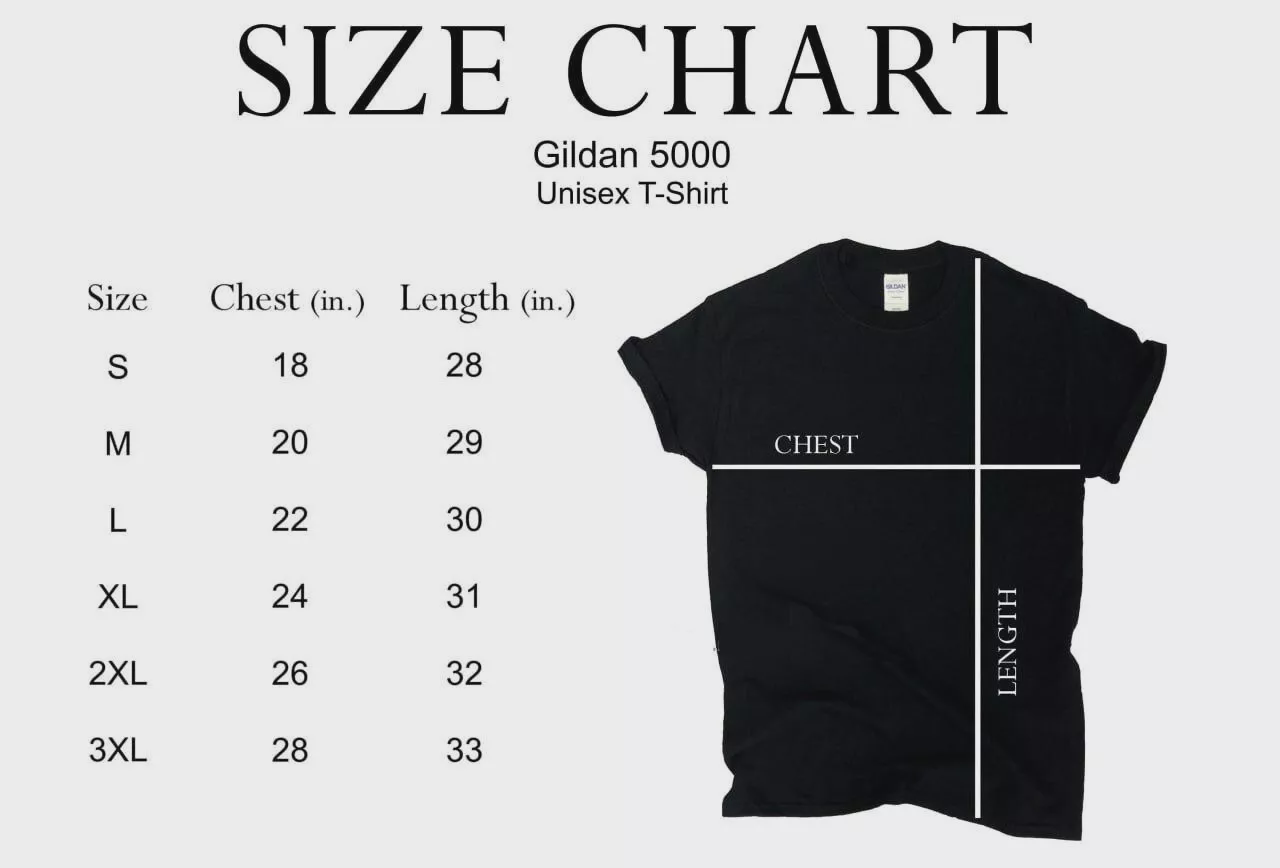 SIZE CHART
Gildan 5000
Unisex T-Shirt
Size Chest (in.) Length (in.)
S 18 28
M 20 29
L 22 30
XL 24 31
2XL 26 32
3XL 28 33
GILDAN
CHEST
LENGTH